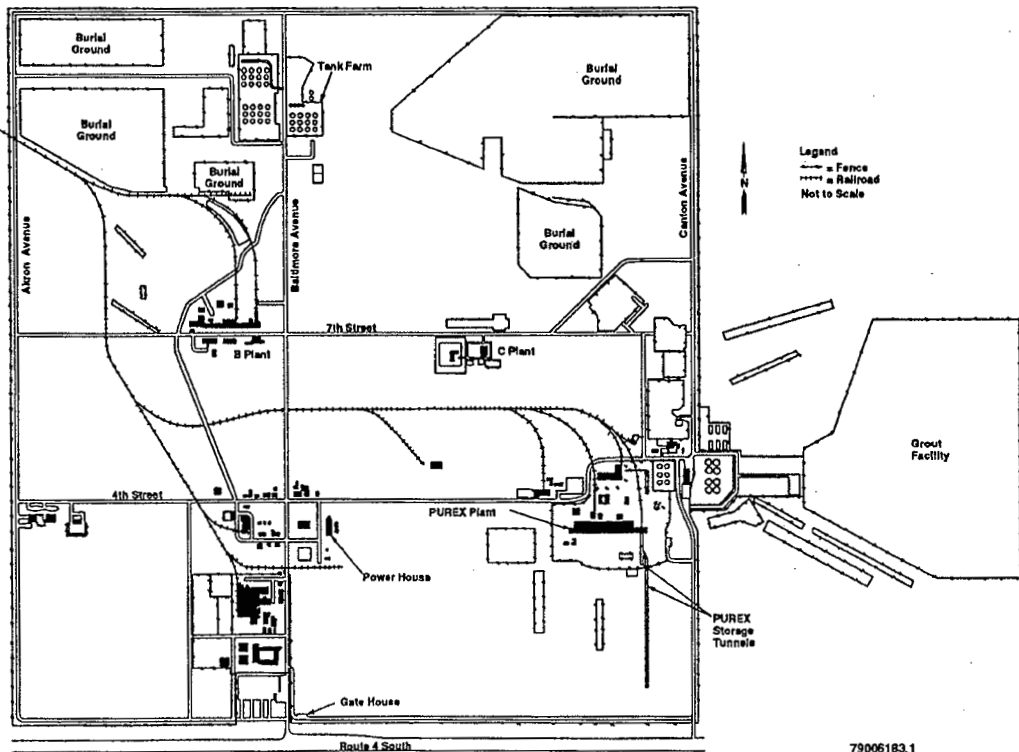 Burial
Ground
Tank Farm
Burial
Ground
Burial
Ground
Burial
Ground
Burial
Ground
Akron Avenue
Baltimore Avenue
Canton Avenue
N
Legend
= Fence
= Railroad
Not to Scale
7th Street
B Plant
C Plant
Grout
Facility
4th Street
PUREX Plant
Power House
PUREX
Storage
Tunnels
Gate House
Route 4 South
79006183.1